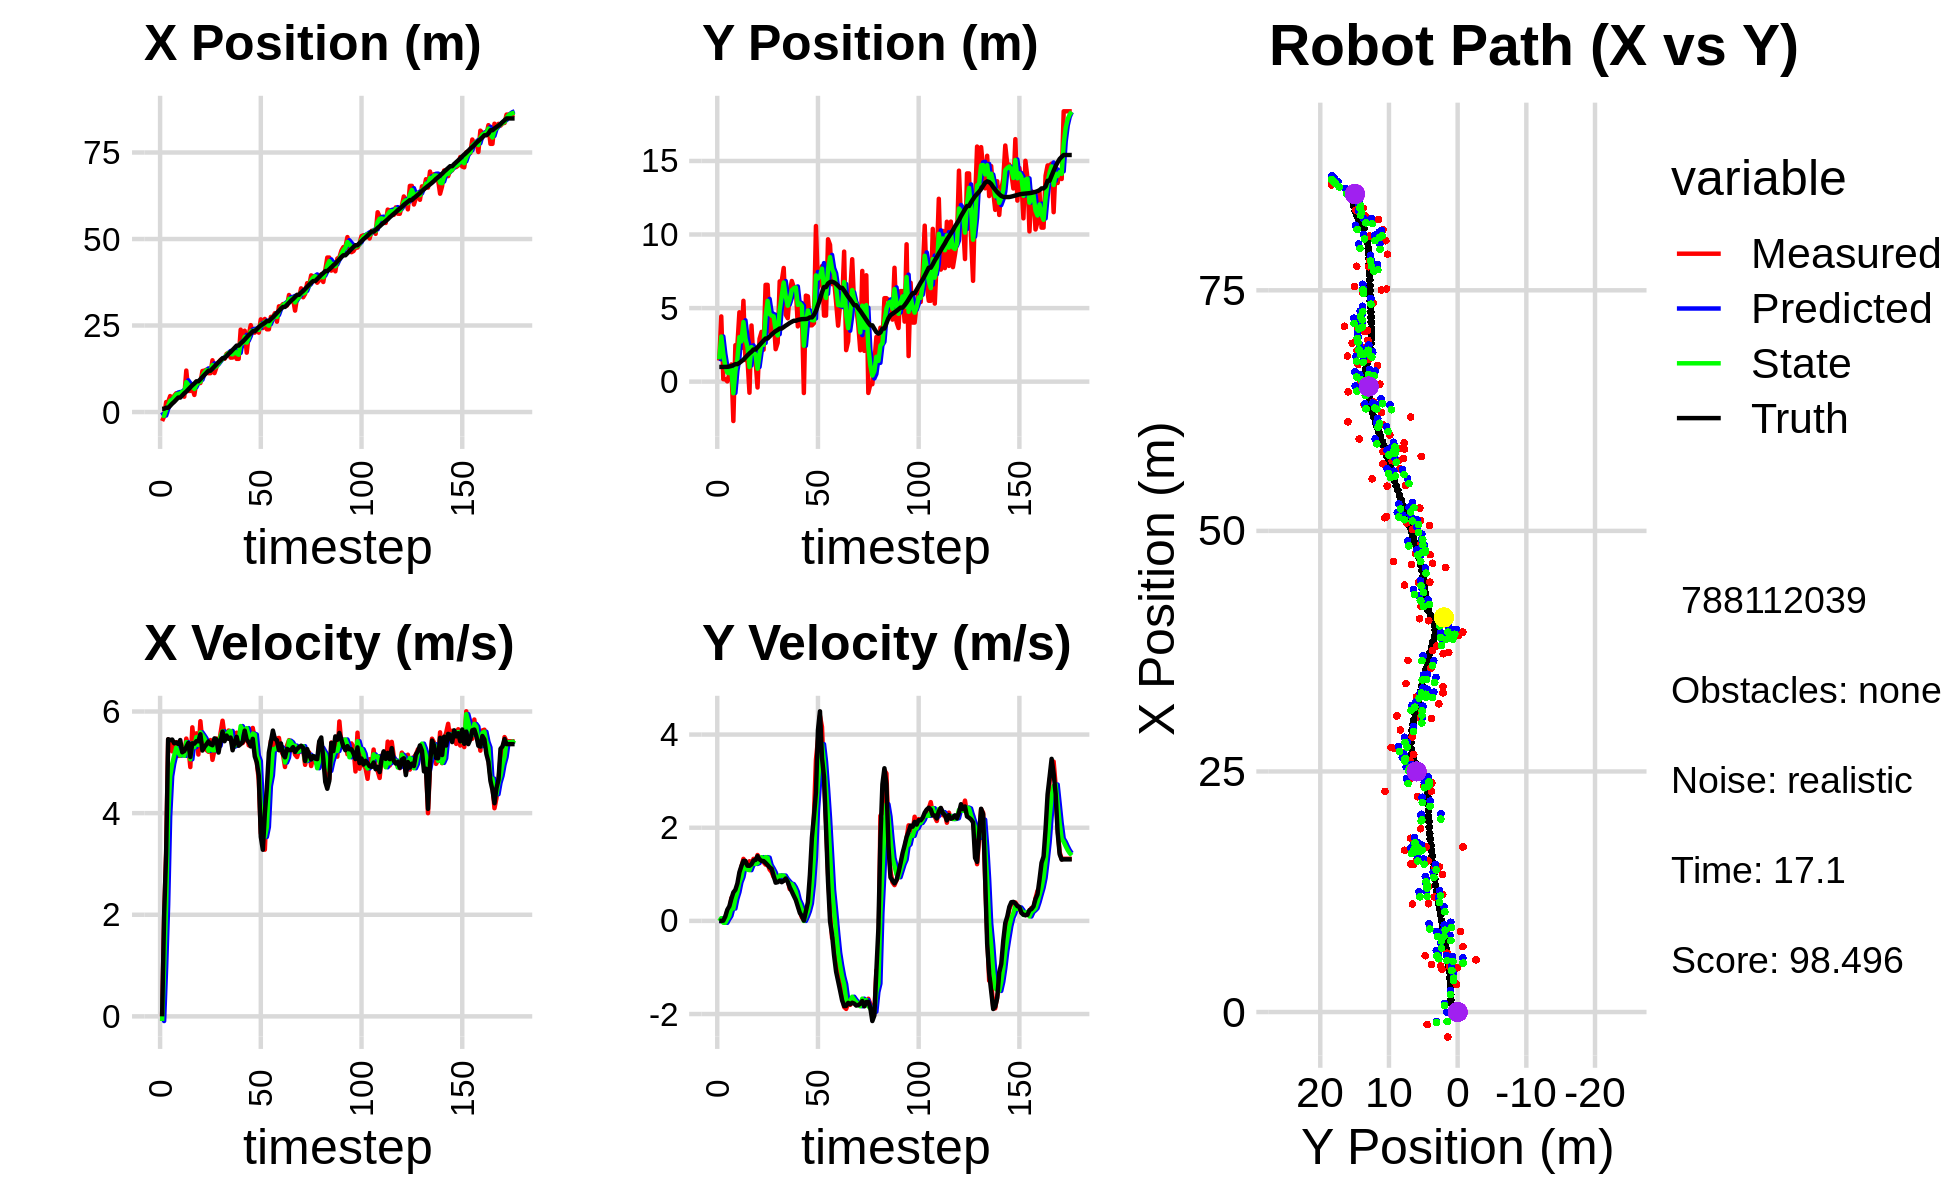 X Position (m)
75
50
25
0
0
50
100
150
timestep
Y Position (m)
15
10
5
0
0
50
100
150
timestep
X Velocity (m/s)
6
4
2
0
0
50
100
150
timestep
Y Velocity (m/s)
4
2
0
-2
0
50
100
150
timestep
Robot Path (X vs Y)
X Position (m)
75
50
25
0
20 10 0 -10 -20
Y Position (m)
variable
Measured
Predicted
State
Truth
788112039
Obstacles: none
Noise: realistic
Time: 17.1
Score: 98.496